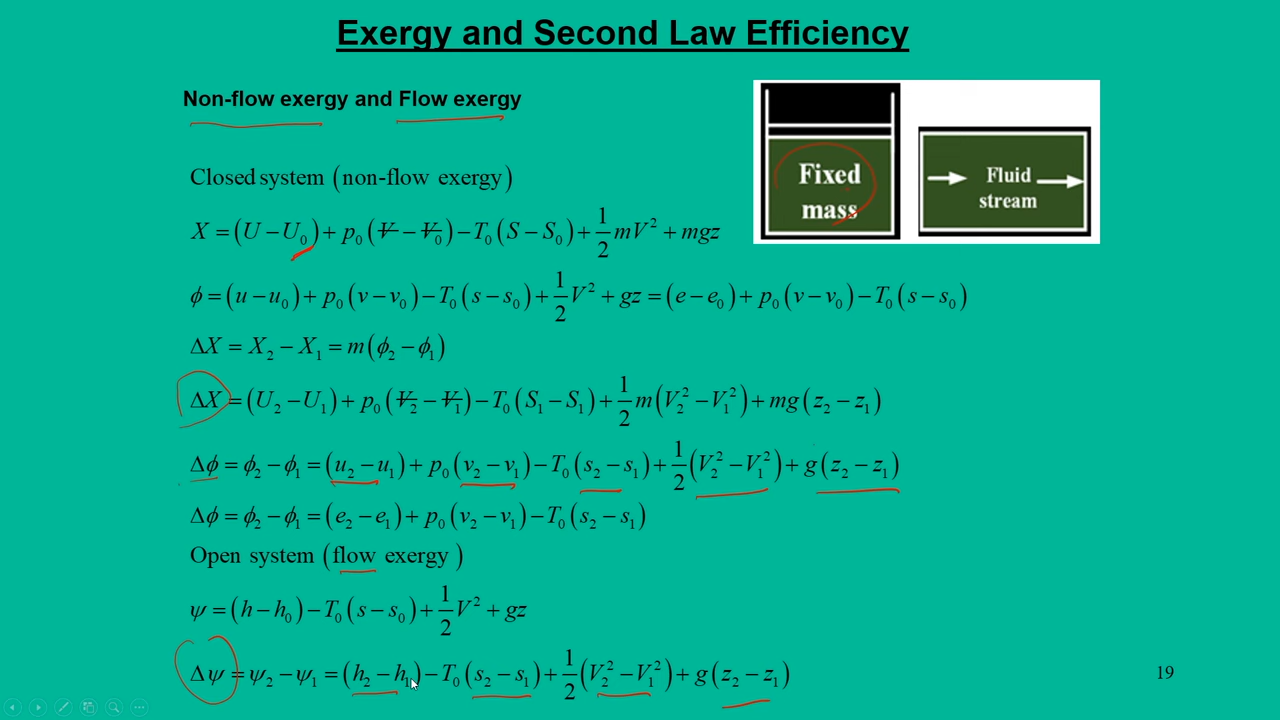 Exergy and Second Law Efficiency
Non-flow exergy and Flow exergy
Fixed
mass
Fluid
stream
Closed system (non-flow exergy)
X = (U − U₀) + p₀(V̶ − V̶₀) − T₀(S − S₀) + 1/2 mV² + mgz
ϕ = (u − u₀) + p₀(v − v₀) − T₀(s − s₀) + 1/2 V² + gz = (e − e₀) + p₀(v − v₀) − T₀(s − s₀)
ΔX = X₂ − X₁ = m(ϕ₂ − ϕ₁)
ΔX = (U₂ − U₁) + p₀(V̶₂ − V̶₁) − T₀(S₁ − S₁) + 1/2 m(V₂² − V₁²) + mg(z₂ − z₁)
Δϕ = ϕ₂ − ϕ₁ = (u₂ − u₁) + p₀(v₂ − v₁) − T₀(s₂ − s₁) + 1/2 (V₂² − V₁²) + g(z₂ − z₁)
Δϕ = ϕ₂ − ϕ₁ = (e₂ − e₁) + p₀(v₂ − v₁) − T₀(s₂ − s₁)
Open system (flow exergy)
ψ = (h − h₀) − T₀(s − s₀) + 1/2 V² + gz
Δψ = ψ₂ − ψ₁ = (h₂ − h₁) − T₀(s₂ − s₁) + 1/2 (V₂² − V₁²) + g(z₂ − z₁)
19